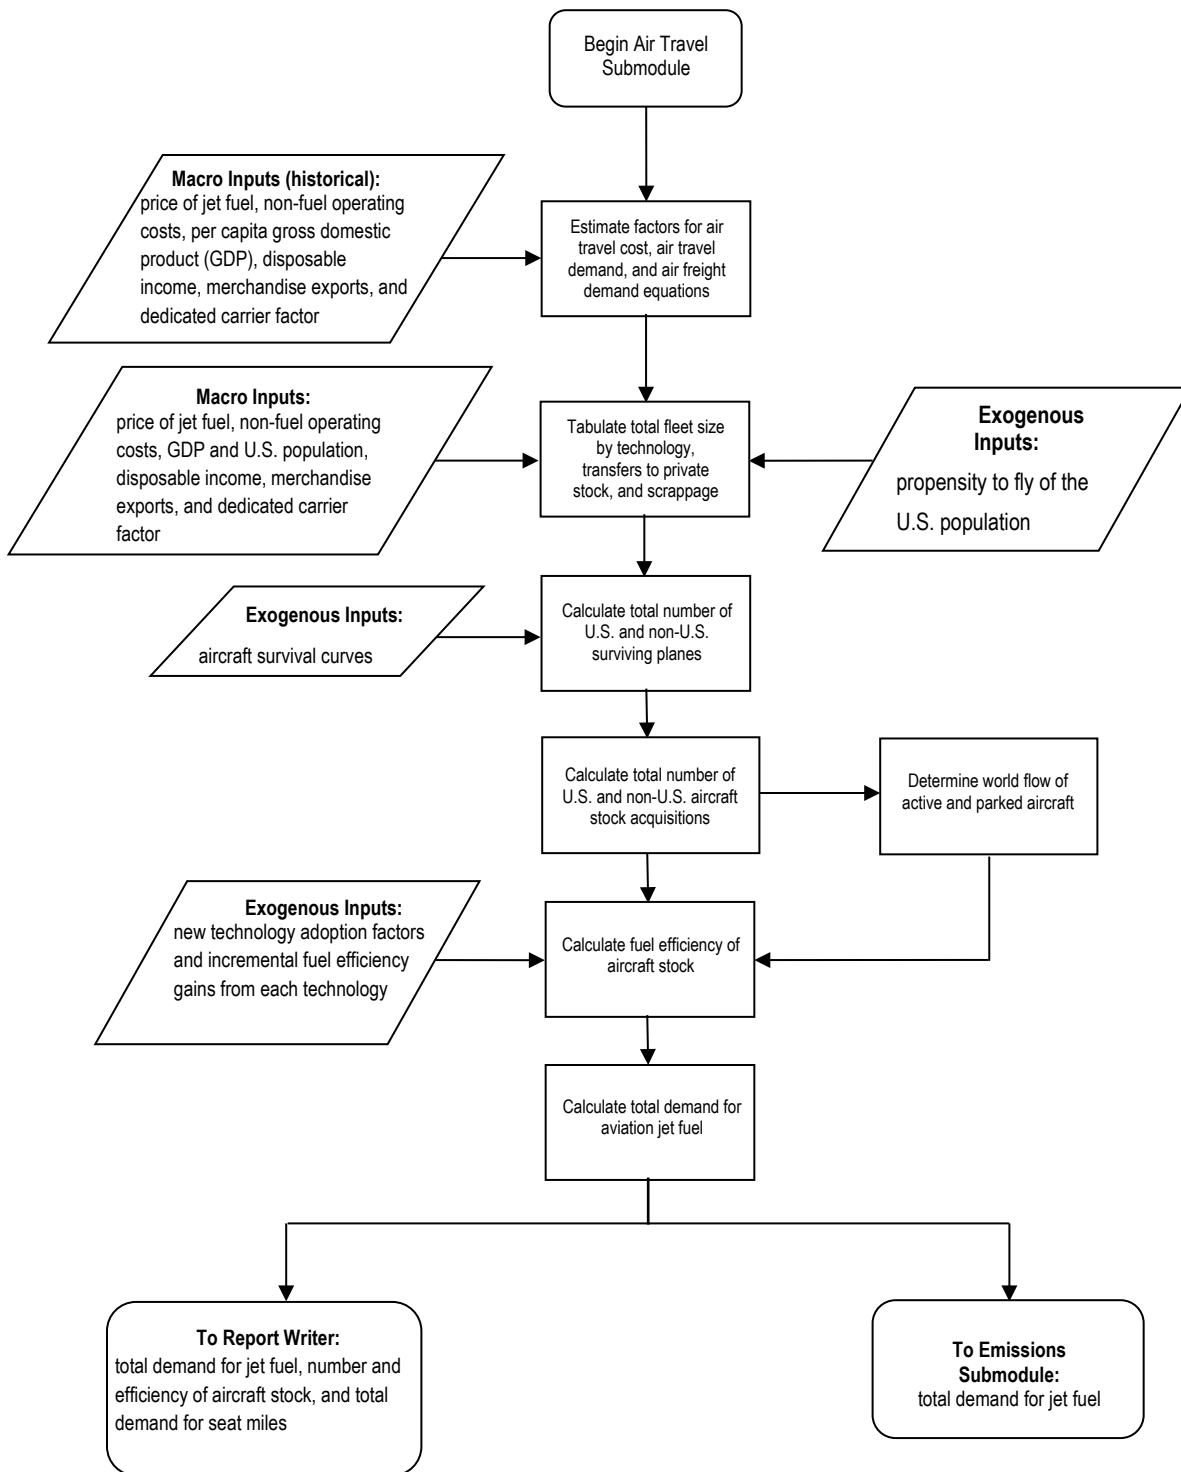 Begin Air Travel
Submodule
Macro Inputs (historical):
price of jet fuel, non-fuel operating
costs, per capita gross domestic
product (GDP), disposable
income, merchandise exports, and
dedicated carrier factor
Estimate factors for air
travel cost, air travel
demand, and air freight
demand equations
Macro Inputs:
price of jet fuel, non-fuel operating
costs, GDP and U.S. population,
disposable income, merchandise
exports, and dedicated carrier
factor
Tabulate total fleet size
by technology,
transfers to private
stock, and scrappage
Exogenous
Inputs:
propensity to fly of the
U.S. population
Exogenous Inputs:
aircraft survival curves
Calculate total number of
U.S. and non-U.S.
surviving planes
Calculate total number of
U.S. and non-U.S. aircraft
stock acquisitions
Determine world flow of
active and parked aircraft
Exogenous Inputs:
new technology adoption factors
and incremental fuel efficiency
gains from each technology
Calculate fuel efficiency of
aircraft stock
Calculate total demand for
aviation jet fuel
To Report Writer:
total demand for jet fuel, number and
efficiency of aircraft stock, and total
demand for seat miles
To Emissions
Submodule:
total demand for jet fuel